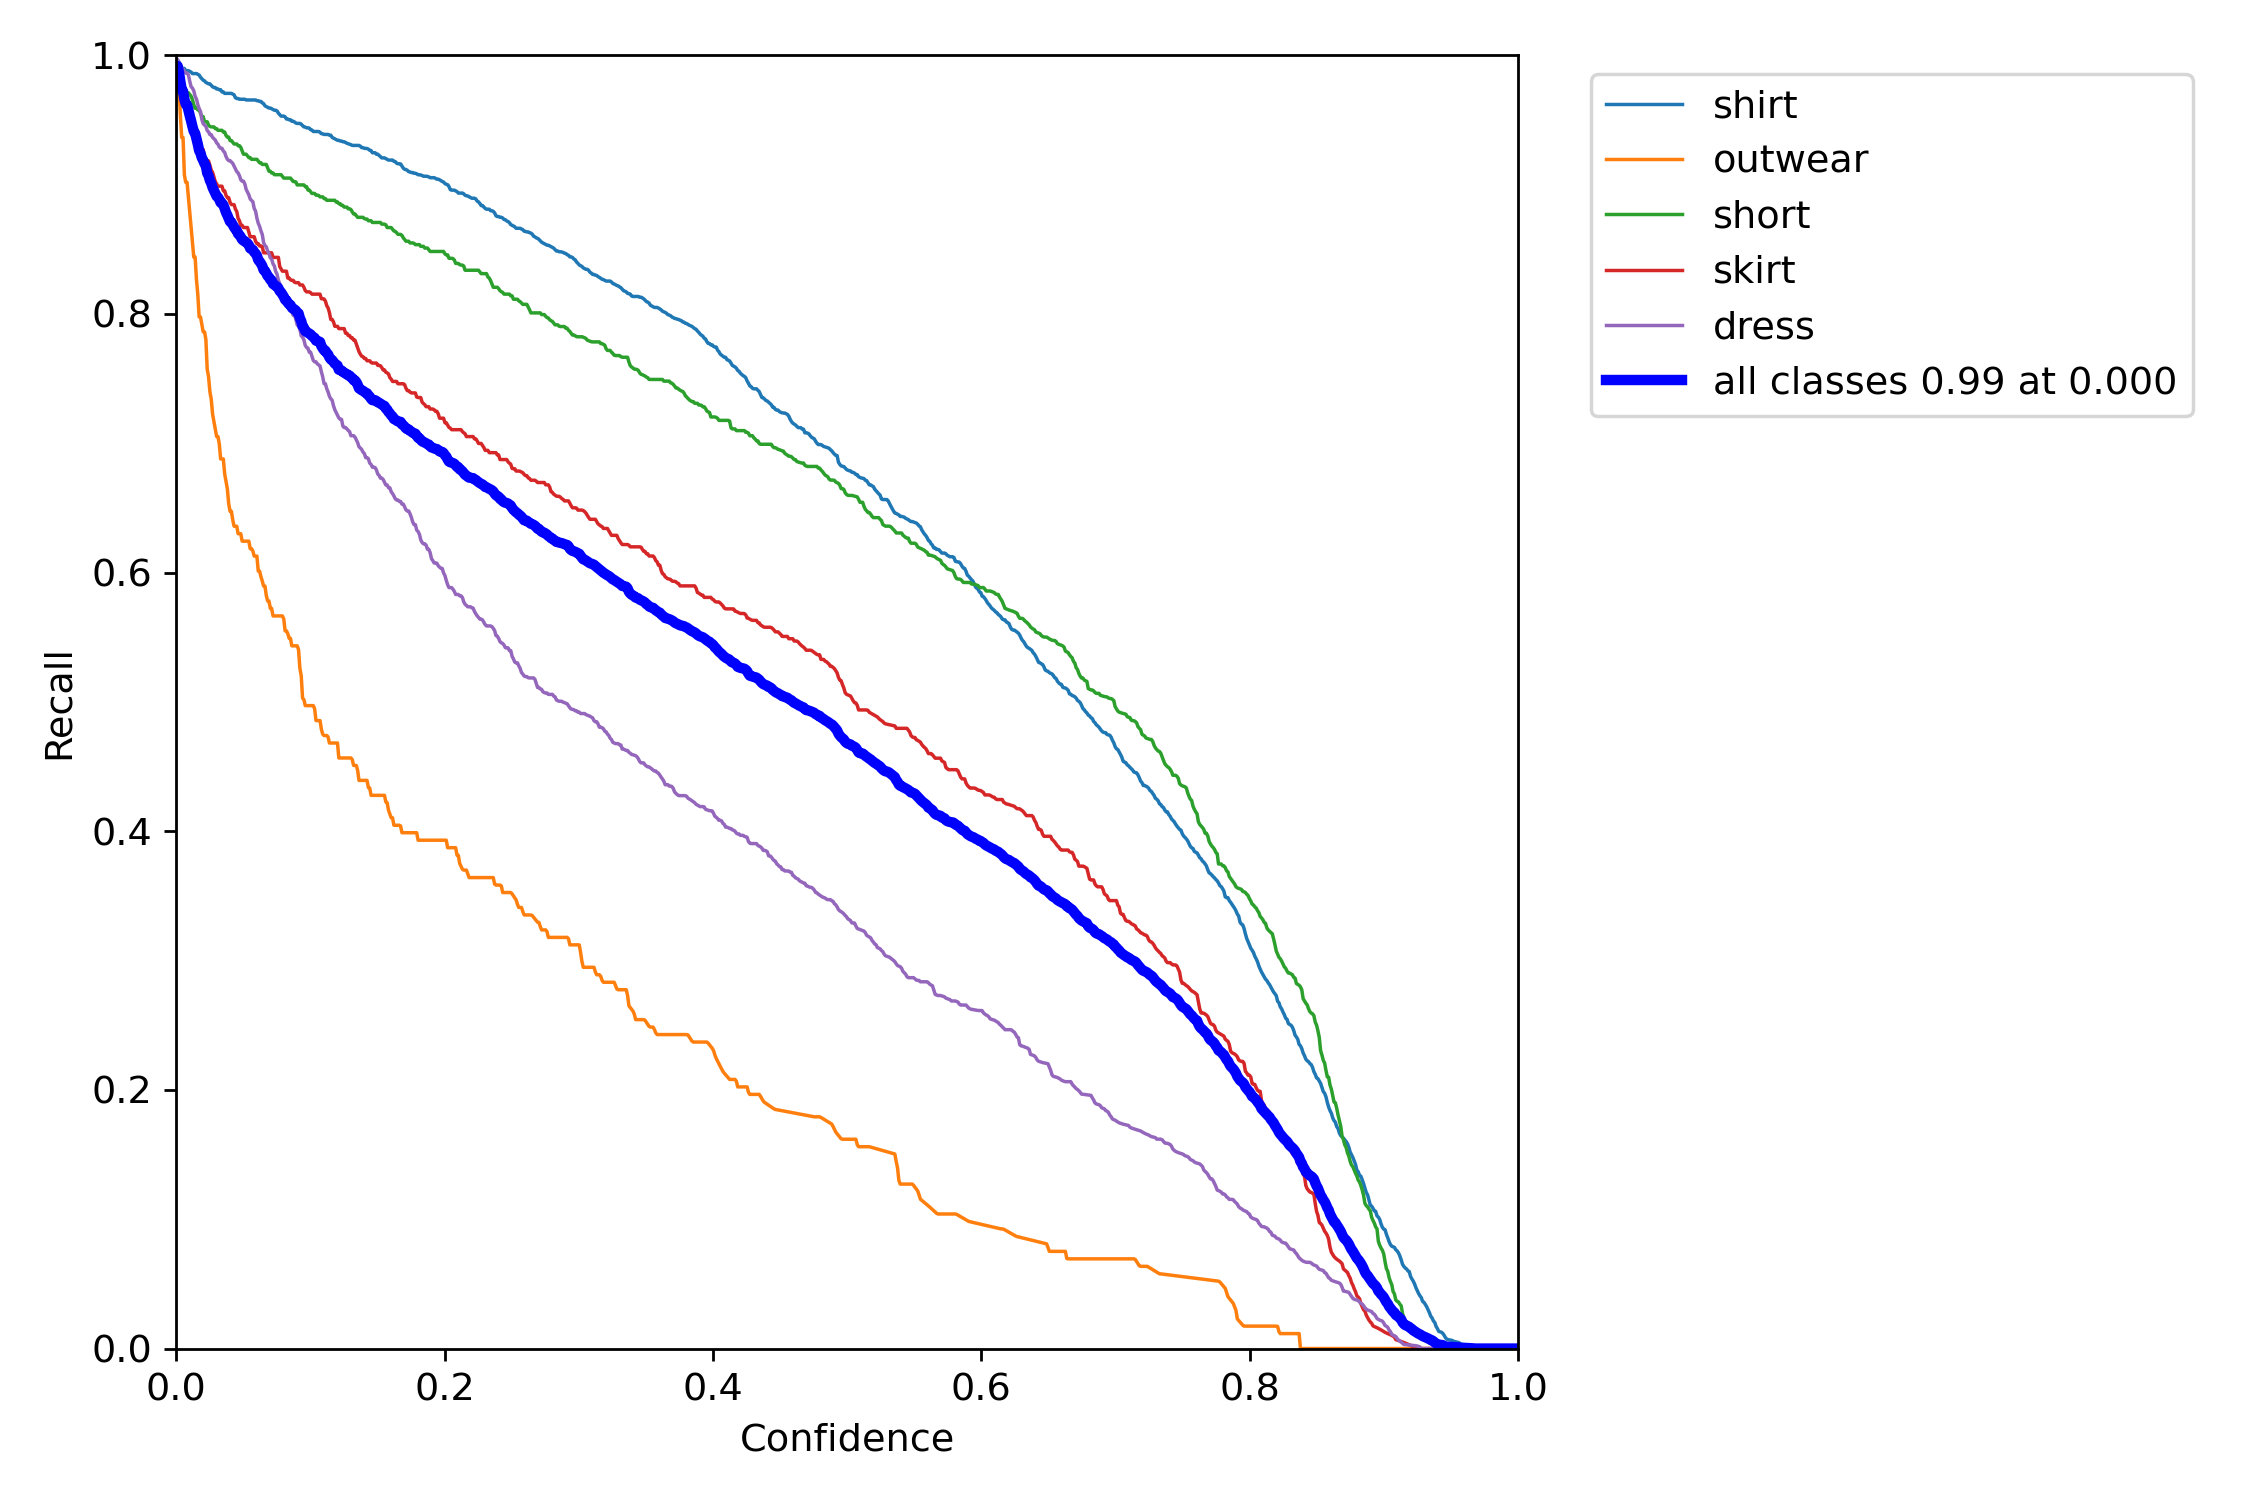 1.0
0.8
0.6
0.4
0.2
0.0
Recall
0.0 0.2 0.4 0.6 0.8 1.0
Confidence
shirt
outwear
short
skirt
dress
all classes 0.99 at 0.000